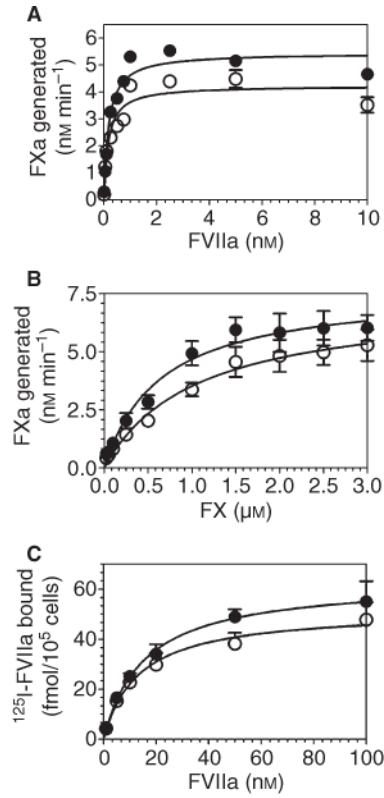 A
FXa generated
(nM min⁻¹)
6
5
4
3
2
1
0
0 2 4 6 8 10
FVIIa (nM)
B
FXa generated
(nM min⁻¹)
7.5
5.0
2.5
0.0
0.0 0.5 1.0 1.5 2.0 2.5 3.0
FX (μM)
C
¹²⁵I-FVIIa bound
(fmol/10⁵ cells)
60
40
20
0
0 20 40 60 80 100
FVIIa (nM)